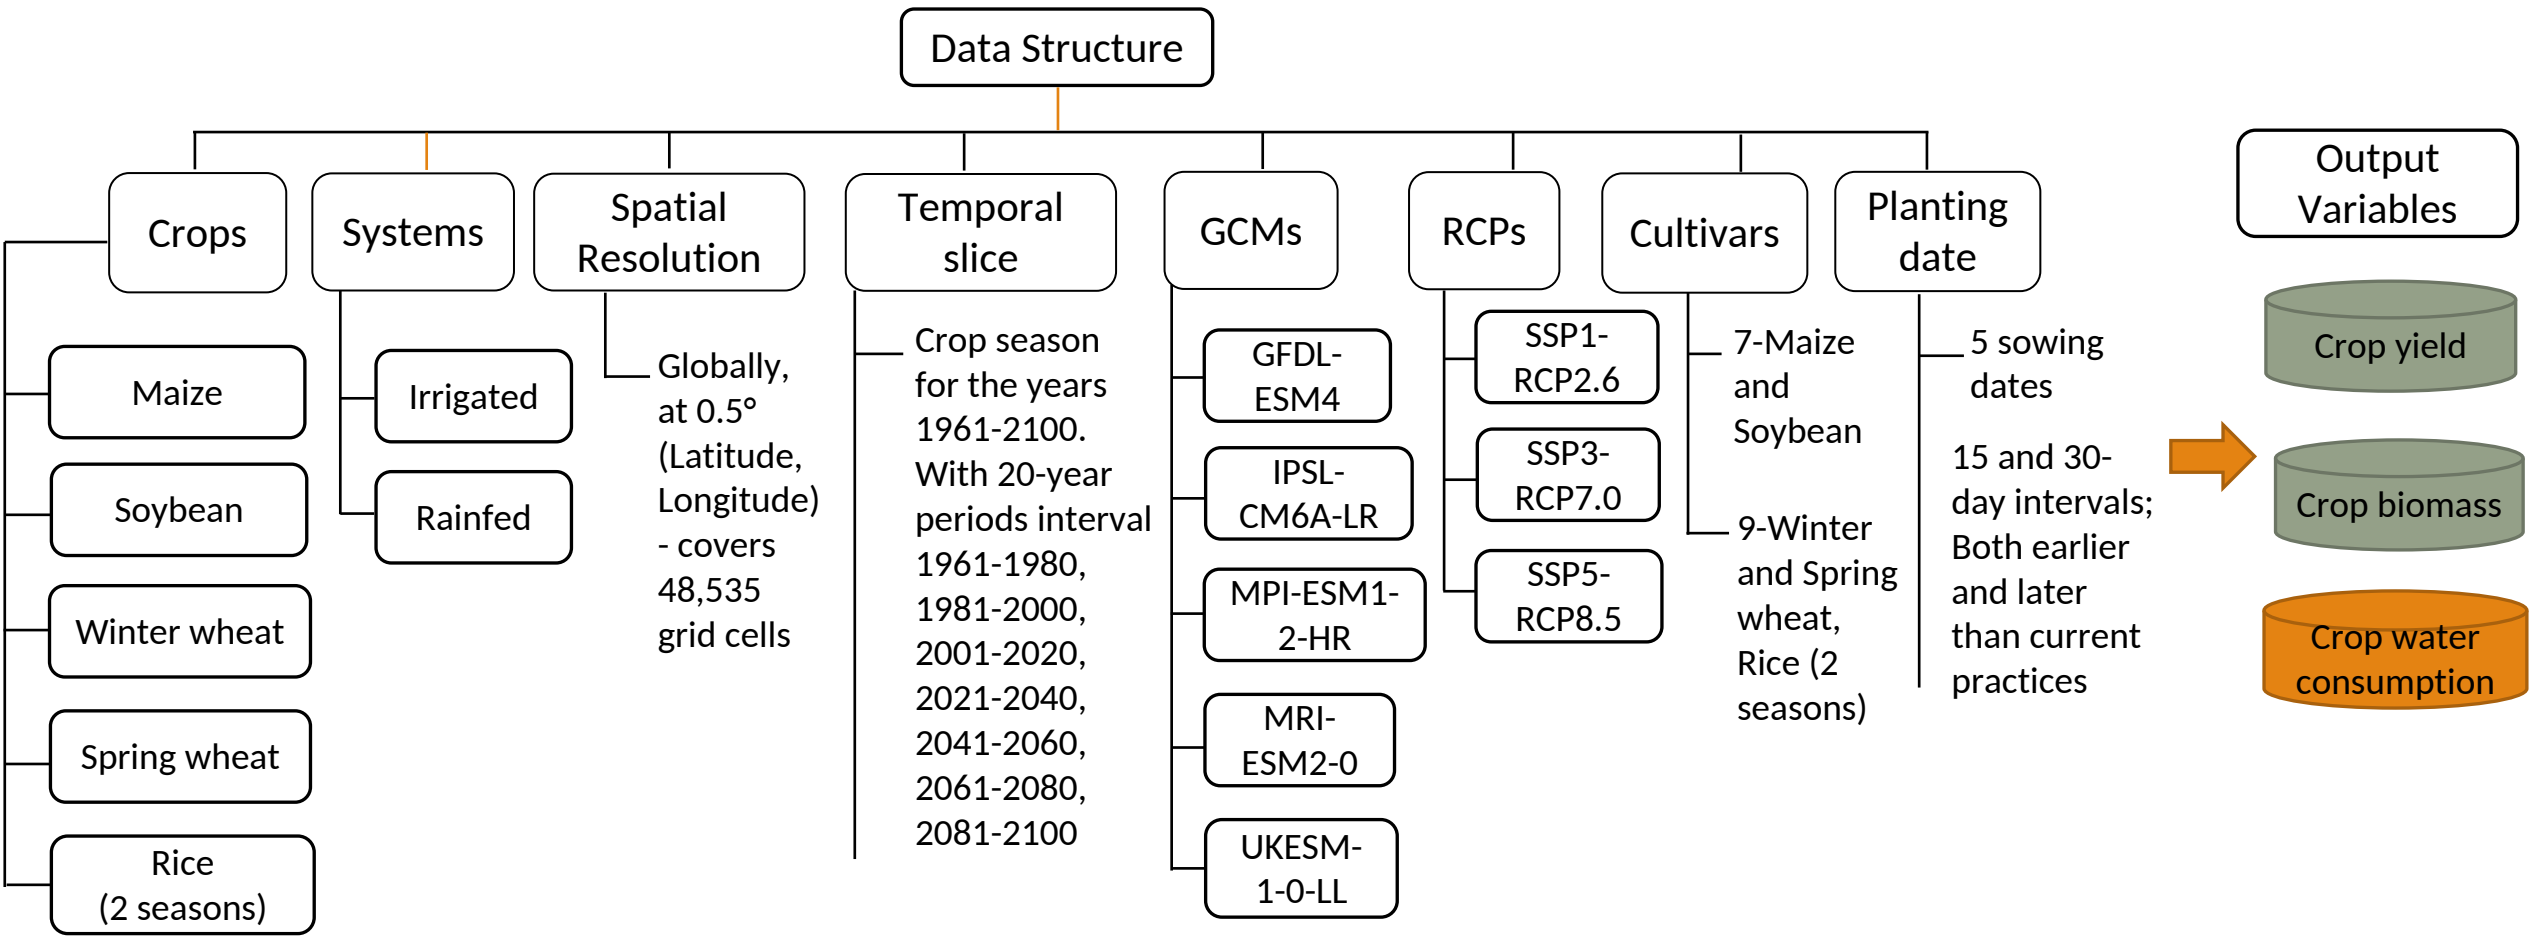 Data Structure
Crops
Maize
Soybean
Winter wheat
Spring wheat
Rice
(2 seasons)
Systems
Irrigated
Rainfed
Spatial
Resolution
Globally,
at 0.5°
(Latitude,
Longitude)
- covers
48,535
grid cells
Temporal
slice
Crop season
for the years
1961-2100.
With 20-year
periods interval
1961-1980,
1981-2000,
2001-2020,
2021-2040,
2041-2060,
2061-2080,
2081-2100
GCMs
GFDL-
ESM4
IPSL-
CM6A-LR
MPI-ESM1-
2-HR
MRI-
ESM2-0
UKESM-
1-0-LL
RCPs
SSP1-
RCP2.6
SSP3-
RCP7.0
SSP5-
RCP8.5
Cultivars
7-Maize
and
Soybean
9-Winter
and Spring
wheat,
Rice (2
seasons)
Planting
date
5 sowing
dates
15 and 30-
day intervals;
Both earlier
and later
than current
practices
Output
Variables
Crop yield
Crop biomass
Crop water
consumption